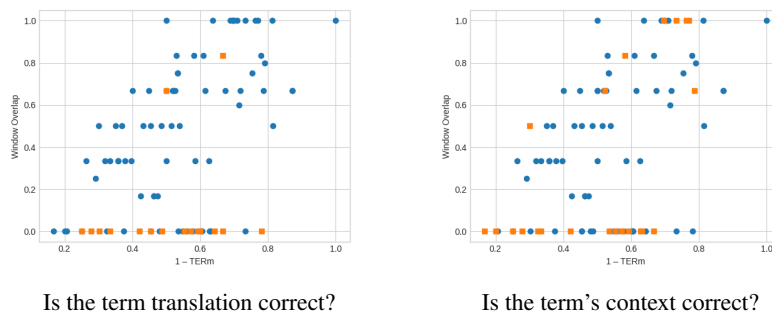 1.0
0.8
0.6
0.4
0.2
0.0
Window Overlap
0.2 0.4 0.6 0.8 1.0
1 – TERm
Is the term translation correct?
1.0
0.8
0.6
0.4
0.2
0.0
Window Overlap
0.2 0.4 0.6 0.8 1.0
1 – TERm
Is the term's context correct?